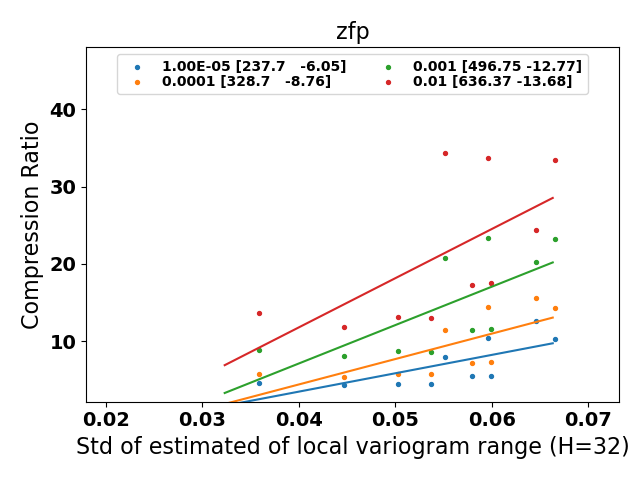 zfp
1.00E-05 [237.7   -6.05]
0.0001 [328.7   -8.76]
0.001 [496.75 -12.77]
0.01 [636.37 -13.68]
Compression Ratio
40
30
20
10
0.02 0.03 0.04 0.05 0.06 0.07
Std of estimated of local variogram range (H=32)